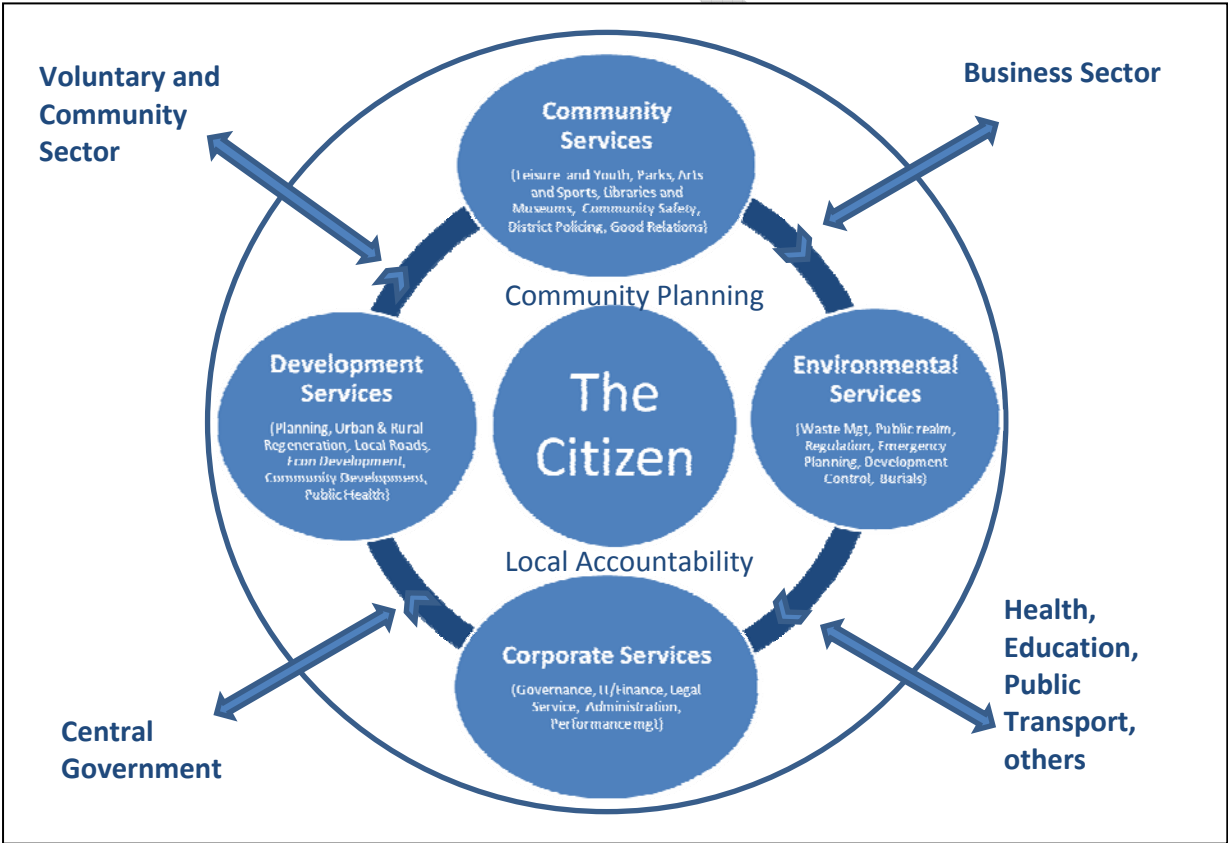 Voluntary and
Community
Sector
Business Sector
Community
Services
(Leisure and Youth, Parks, Arts
and Sports, Libraries and
Museums, Community Safety,
District Policing, Good Relations)
Community Planning
Development
Services
(Planning, Urban & Rural
Regeneration, Local Roads,
Econ Development,
Community Development,
Public Health)
The
Citizen
Environmental
Services
(Waste Mgt, Public realm,
Regulation, Emergency
Planning, Development
Control, Burials)
Local Accountability
Corporate Services
(Governance, IT/Finance, Legal
Service, Administration,
Performance mgt)
Central
Government
Health,
Education,
Public
Transport,
others